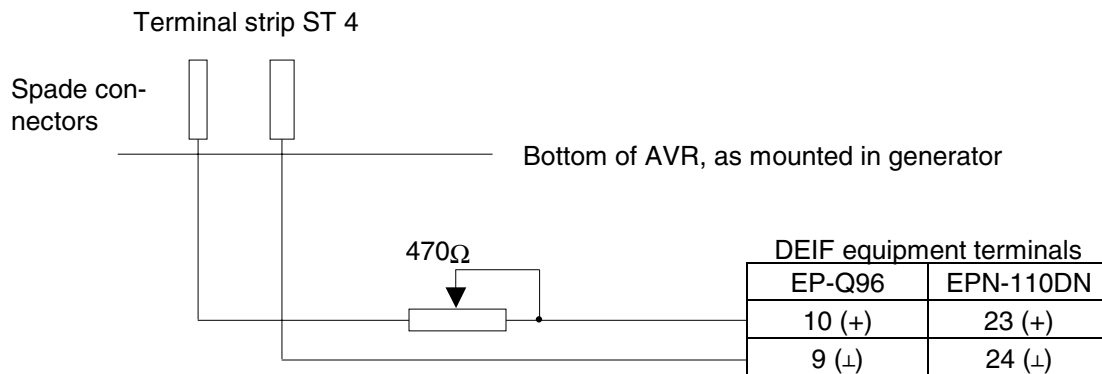 Terminal strip ST 4
Spade con-
nectors
Bottom of AVR, as mounted in generator
470Ω
DEIF equipment terminals
EP-Q96 EPN-110DN
10 (+) 23 (+)
9 (⊥) 24 (⊥)